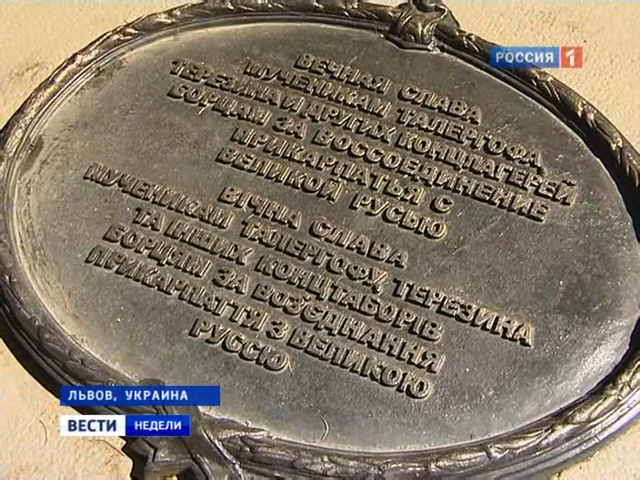 РОССИЯ 1
ВЕЧНАЯ СЛАВА
МУЧЕНИКАМ ТАЛЕРГОФА,
ТЕРЕЗИНА И ДРУГИХ КОНЦЛАГЕРЕЙ
БОРЦАМ ЗА ВОССОЕДИНЕНИЕ
ПРИКАРПАТЬЯ С
ВЕЛИКОЙ РУСЬЮ
ВІЧНА СЛАВА
МУЧЕНИКАМ ТАЛЕРГОФУ, ТЕРЕЗИНА
ТА ІНШИХ КОНЦТАБОРІВ
БОРЦЯМ ЗА ВОЗ'ЄДНАННЯ
ПРИКАРПАТТЯ З ВЕЛИКОЮ
РУССЮ
ЛЬВОВ, УКРАИНА
ВЕСТИ НЕДЕЛИ